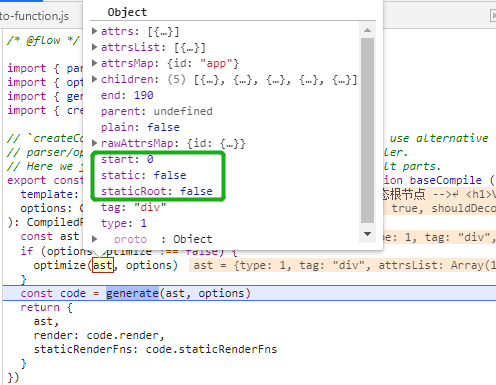 to-function.js
Object
/* @flow */
attrs: [{…}]
attrsList: [{…}]
attrsMap: {id: "app"}
children: (5) [{…}, {…}, {…}, {…}, {…}]
end: 190
parent: undefined
plain: false
rawAttrsMap: {id: {…}}
start: 0
static: false
staticRoot: false
tag: "div"
type: 1
proto : Object
import { par
import { opt
import { gen
import { cre
// `createCo
use alternative
// parser/op
ler.
// Here we j
lt parts.
export const
ion baseCompile (
template:
态根节点 -->↵ <h1>V
options: C
true, shouldDeco
): CompiledR
const ast
1, tag: "div",
if (options.optimize !== false) {
optimize(ast, options) ast = {type: 1, tag: "div", attrsList: Array(1
}
const code = generate(ast, options)
return {
ast,
render: code.render,
staticRenderFns: code.staticRenderFns
}
})